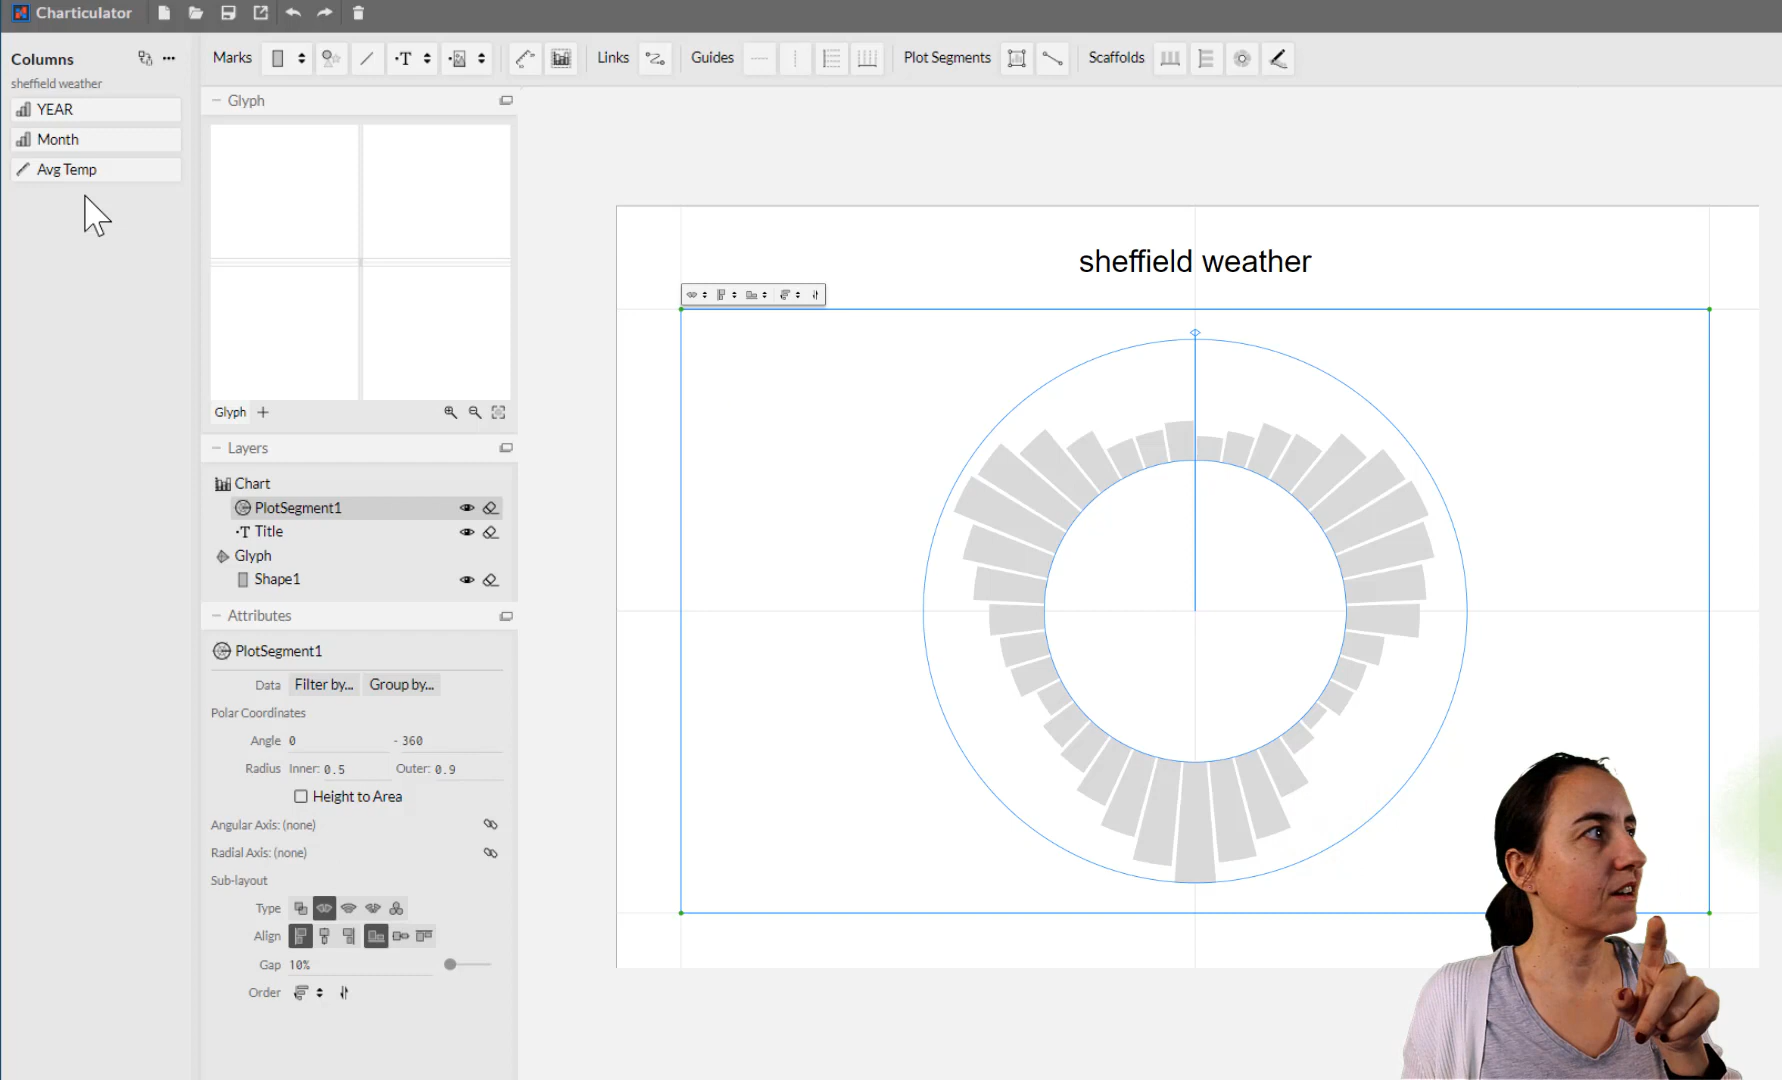 Charticulator
Columns
sheffield weather
YEAR
Month
Avg Temp
Marks
T
Links
Guides
Plot Segments
Scaffolds
Glyph
Glyph +
Layers
Chart
PlotSegment1
T Title
Glyph
Shape1
Attributes
PlotSegment1
Data Filter by... Group by...
Polar Coordinates
Angle 0 - 360
Radius Inner: 0.5 Outer: 0.9
Height to Area
Angular Axis: (none)
Radial Axis: (none)
Sub-layout
Type
Align
Gap 10%
Order
sheffield weather